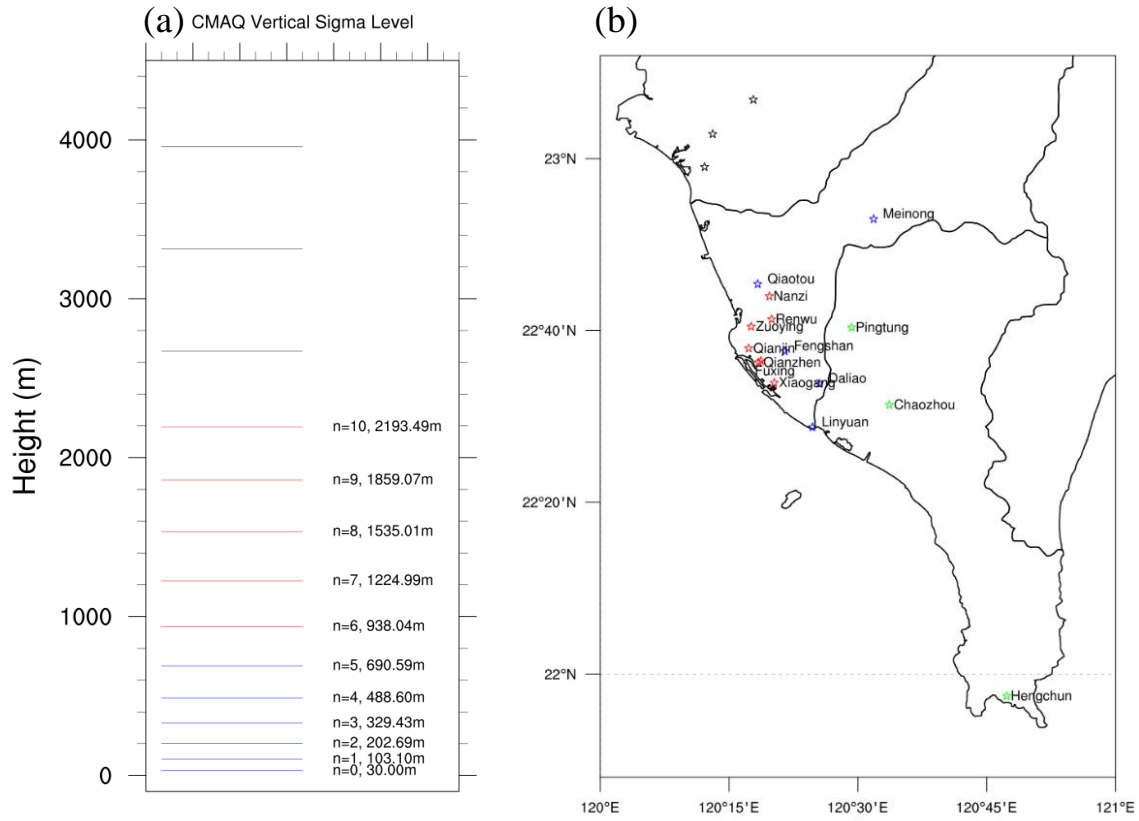 (a) CMAQ Vertical Sigma Level
Height (m)
4000
3000
2000
1000
0
n=10, 2193.49m
n=9, 1859.07m
n=8, 1535.01m
n=7, 1224.99m
n=6, 938.04m
n=5, 690.59m
n=4, 488.60m
n=3, 329.43m
n=2, 202.69m
n=1, 103.10m
n=0, 30.00m
(b)
23°N
22°40'N
22°20'N
22°N
Meinong
Qiaotou
Nanzi
Renwu
Zuoying
Pingtung
Qianjin
Fengshan
Qianzhen
Fuxing
Xiaogang
Daliao
Chaozhou
Linyuan
Hengchun
120°E
120°15'E
120°30'E
120°45'E
121°E